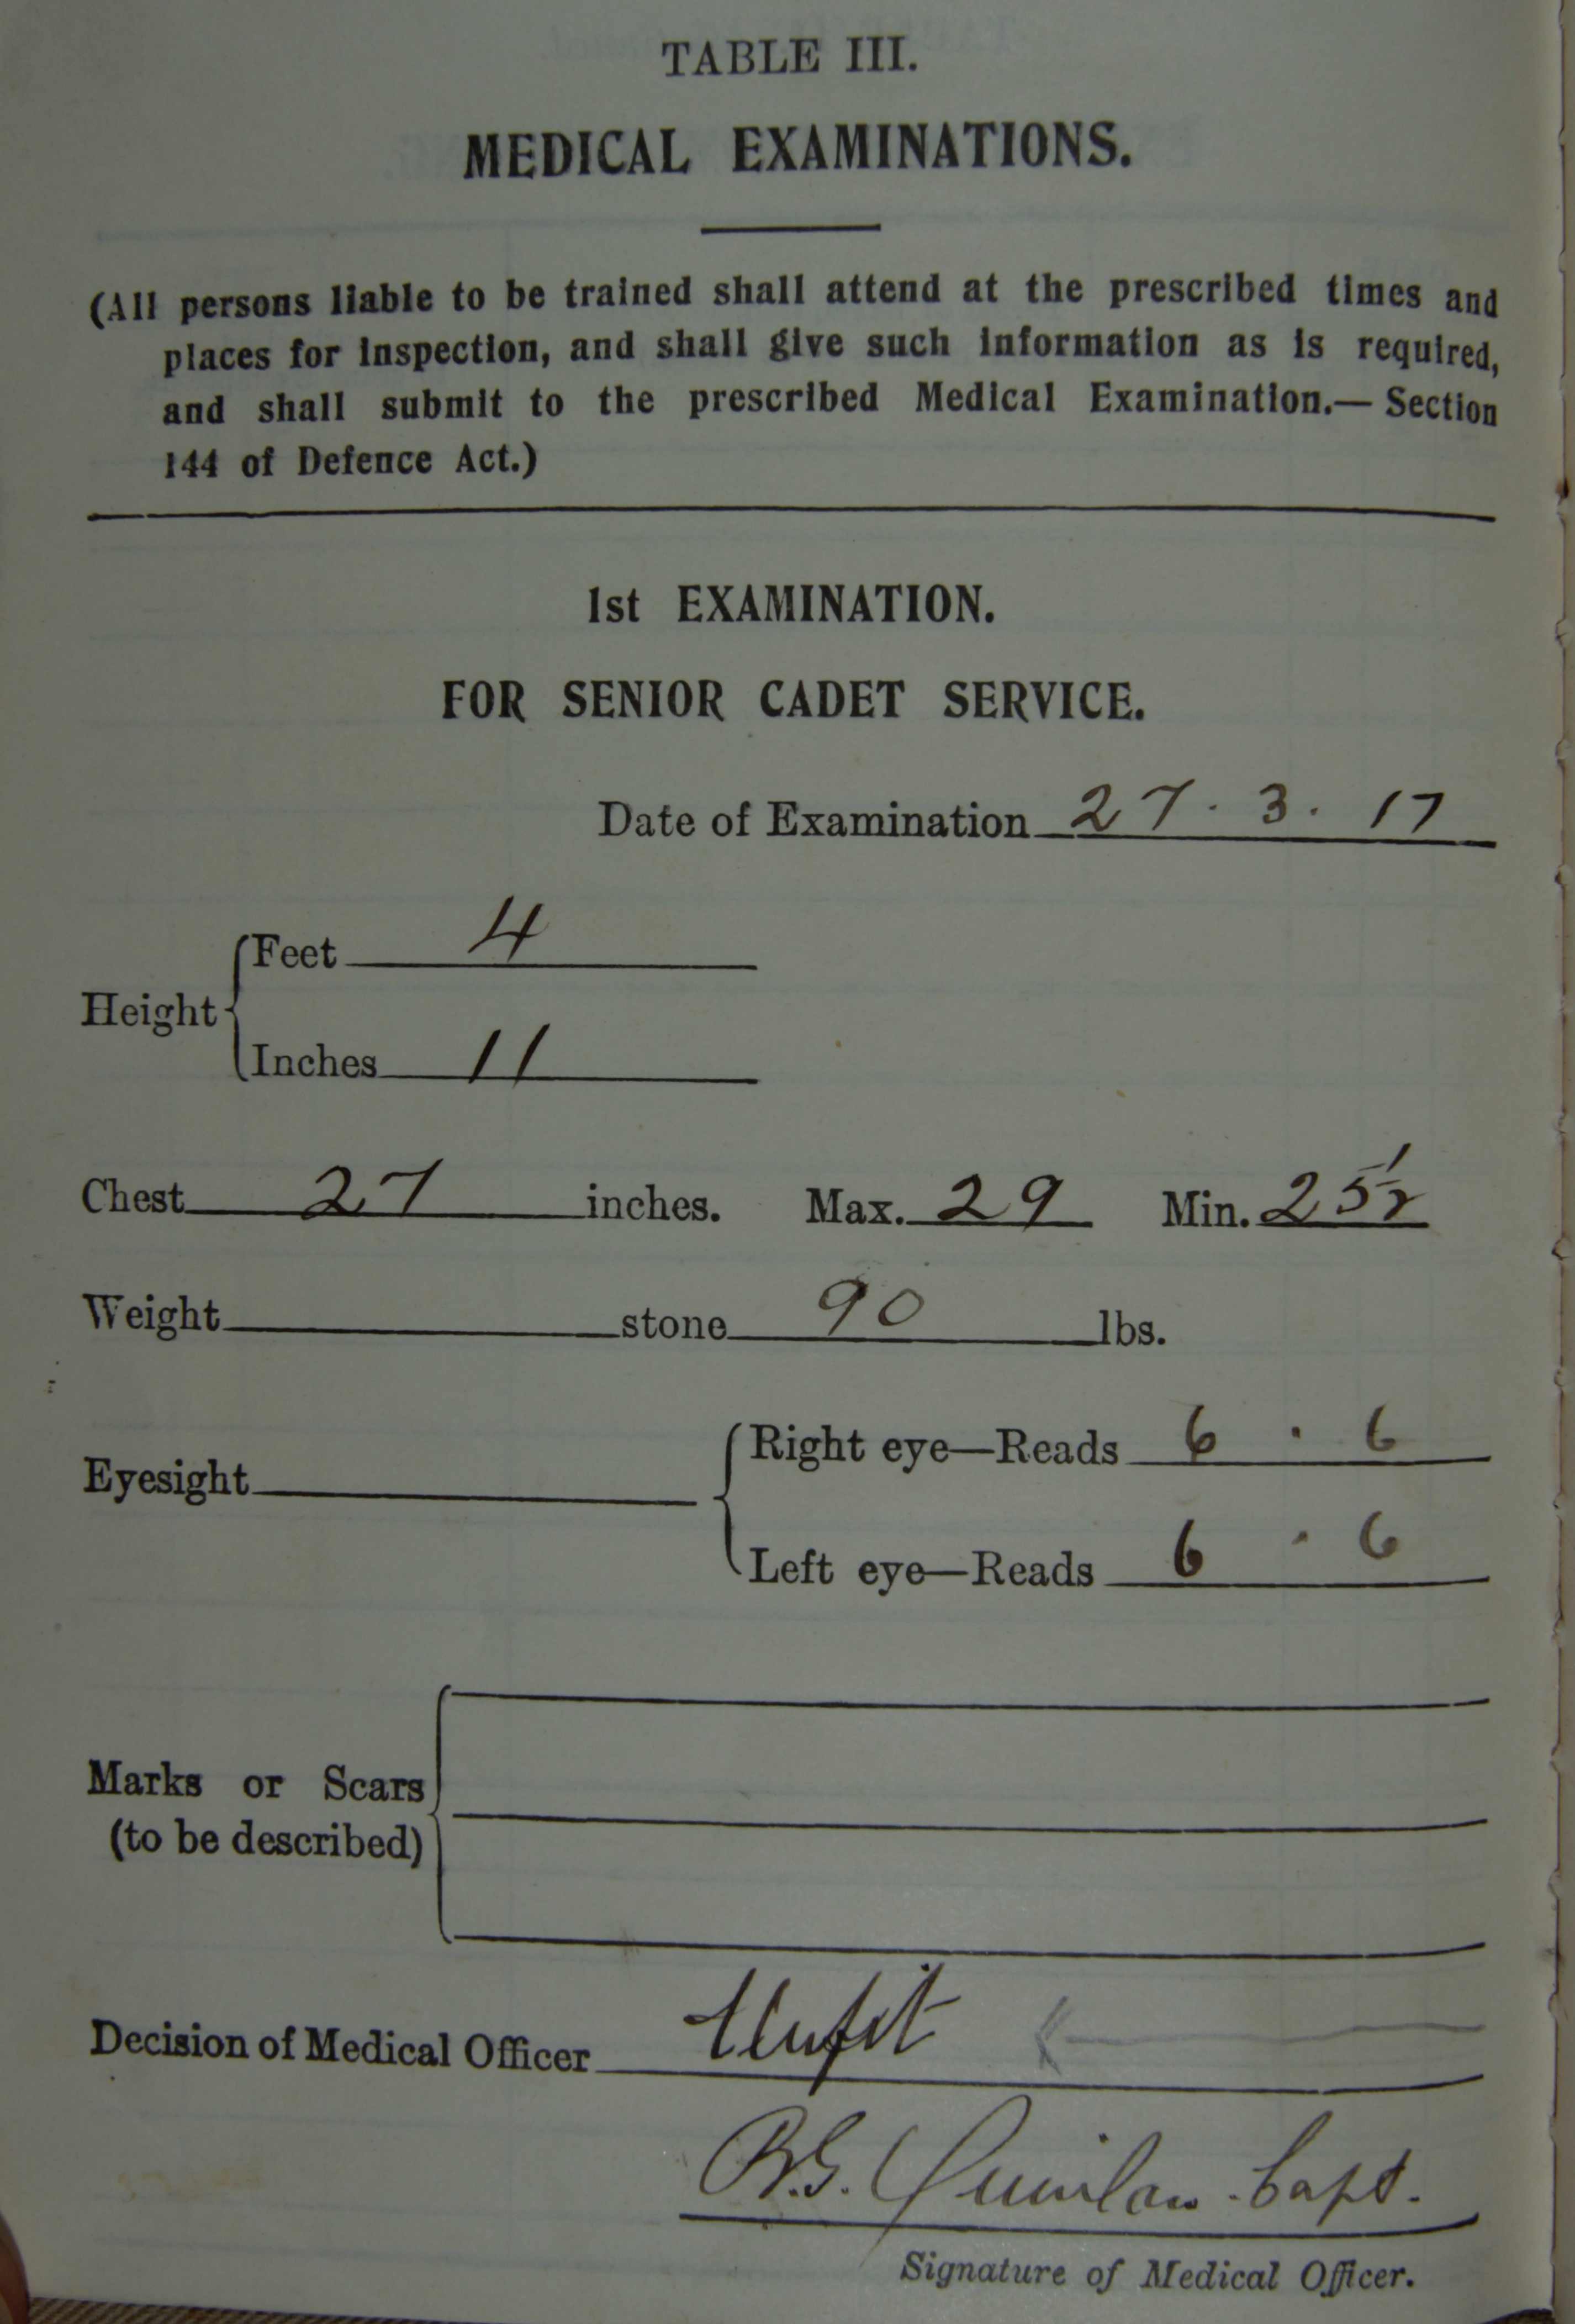 TABLE III.
MEDICAL EXAMINATIONS.
(All persons liable to be trained shall attend at the prescribed times and
places for inspection, and shall give such information as is required,
and shall submit to the prescribed Medical Examination.— Section
144 of Defence Act.)
1st EXAMINATION.
FOR SENIOR CADET SERVICE.
Date of Examination 27 . 3 . 17
Feet 4
Height
Inches 11
Chest 27 inches. Max. 29 Min. 25½
Weight stone 90 lbs.
Right eye—Reads 6 . 6
Eyesight
Left eye—Reads 6 . 6
Marks or Scars
(to be described)
Decision of Medical Officer Unfit
Quinlan . Capt.
Signature of Medical Officer.